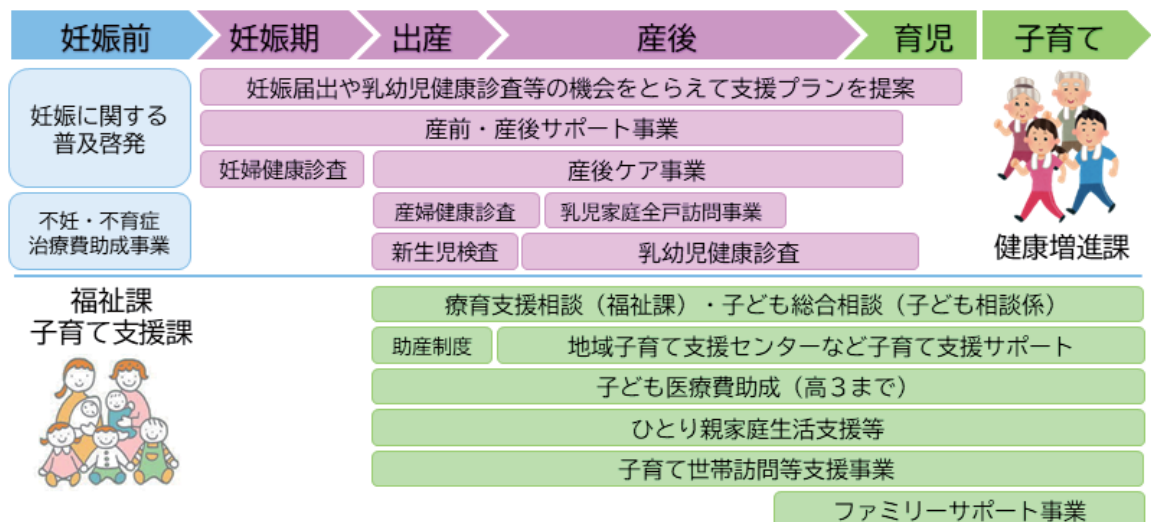 妊娠前
妊娠期
出産
産後
育児
子育て
妊娠に関する
普及啓発
妊娠届出や乳幼児健康診査等の機会をとらえて支援プランを提案
産前・産後サポート事業
妊婦健康診査
産後ケア事業
不妊・不育症
治療費助成事業
産婦健康診査
乳児家庭全戸訪問事業
新生児検査
乳幼児健康診査
健康増進課
福祉課
子育て支援課
療育支援相談（福祉課）・子ども総合相談（子ども相談係）
助産制度
地域子育て支援センターなど子育て支援サポート
子ども医療費助成（高３まで）
ひとり親家庭生活支援等
子育て世帯訪問等支援事業
ファミリーサポート事業